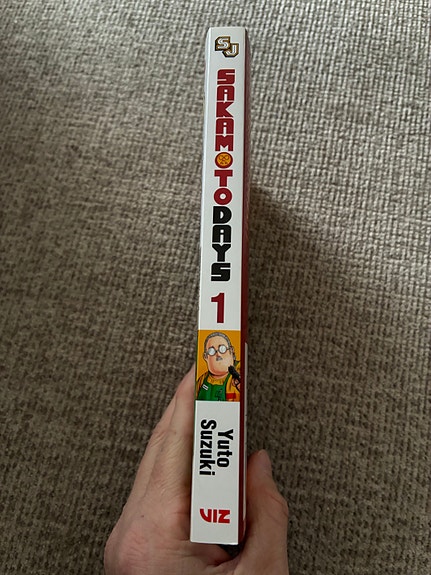 SJ
SAKAMOTO DAYS
1
Yuto
Suzuki
VIZ